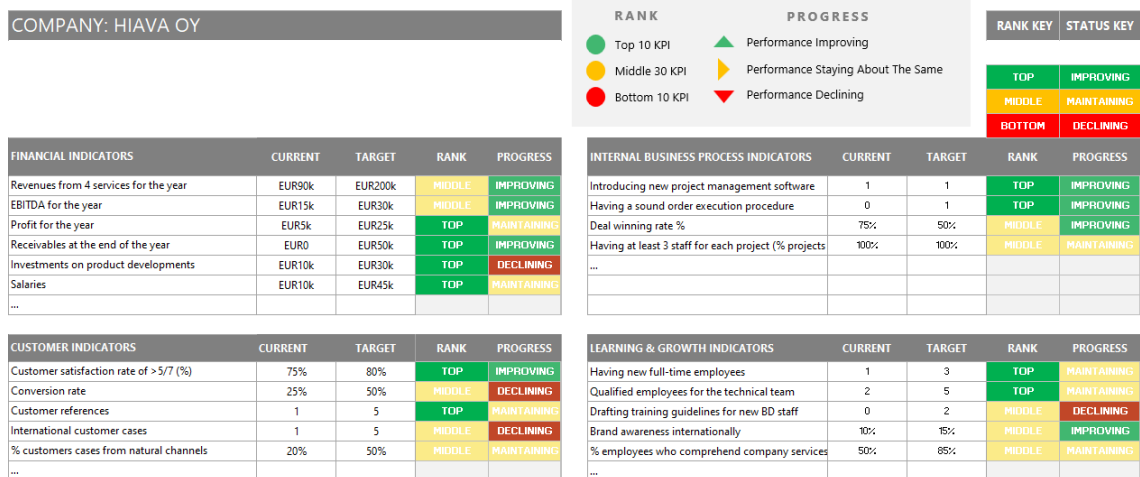 COMPANY: HIAVA OY
RANK PROGRESS
Top 10 KPI Performance Improving
Middle 30 KPI Performance Staying About The Same
Bottom 10 KPI Performance Declining
RANK KEY STATUS KEY
TOP IMPROVING
MIDDLE MAINTAINING
BOTTOM DECLINING
FINANCIAL INDICATORS CURRENT TARGET RANK PROGRESS
Revenues from 4 services for the year EUR90k EUR200k MIDDLE IMPROVING
EBITDA for the year EUR15k EUR30k MIDDLE IMPROVING
Profit for the year EUR5k EUR25k TOP MAINTAINING
Receivables at the end of the year EUR0 EUR50k TOP IMPROVING
Investments on product developments EUR10k EUR30k TOP DECLINING
Salaries EUR10k EUR45k TOP MAINTAINING
...
INTERNAL BUSINESS PROCESS INDICATORS CURRENT TARGET RANK PROGRESS
Introducing new project management software 1 1 TOP IMPROVING
Having a sound order execution procedure 0 1 TOP IMPROVING
Deal winning rate % 75% 50% MIDDLE IMPROVING
Having at least 3 staff for each project (% projects 100% 100% MIDDLE MAINTAINING
...
CUSTOMER INDICATORS CURRENT TARGET RANK PROGRESS
Customer satisfaction rate of >5/7 (%) 75% 80% TOP IMPROVING
Conversion rate 25% 50% MIDDLE DECLINING
Customer references 1 5 TOP MAINTAINING
International customer cases 1 5 MIDDLE DECLINING
% customers cases from natural channels 20% 50% MIDDLE MAINTAINING
...
LEARNING & GROWTH INDICATORS CURRENT TARGET RANK PROGRESS
Having new full-time employees 1 3 TOP MAINTAINING
Qualified employees for the technical team 2 5 TOP MAINTAINING
Drafting training guidelines for new BD staff 0 2 MIDDLE DECLINING
Brand awareness internationally 10% 15% MIDDLE IMPROVING
% employees who comprehend company services 50% 85% MIDDLE MAINTAINING
...